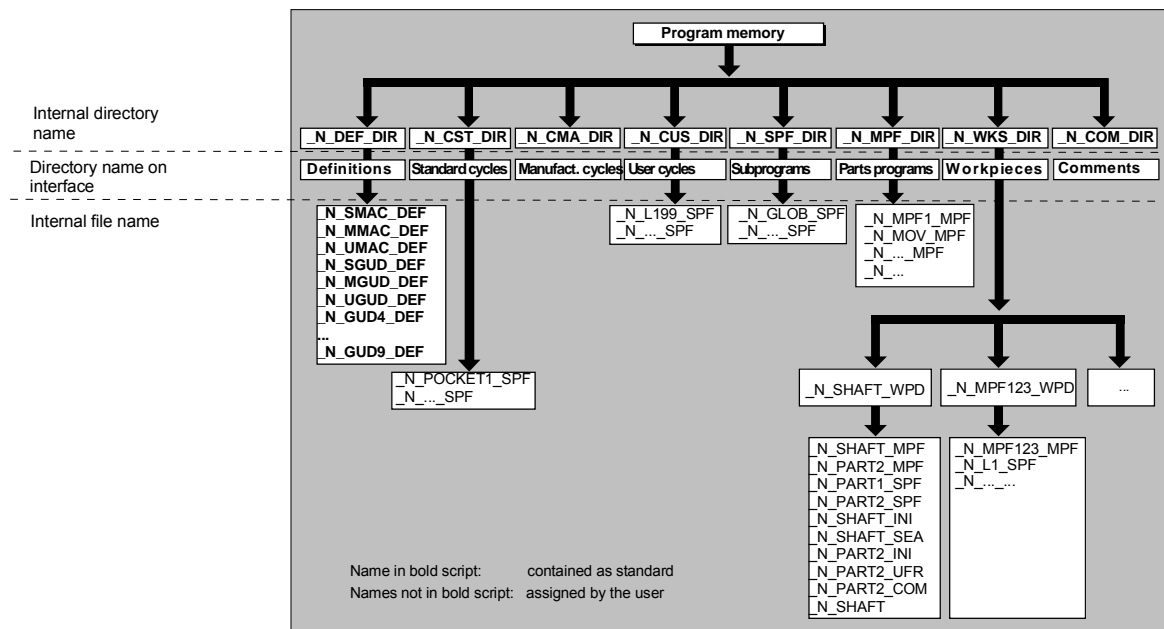 Program memory
Internal directory
name
_N_DEF_DIR
_N_CST_DIR
_N_CMA_DIR
_N_CUS_DIR
_N_SPF_DIR
_N_MPF_DIR
_N_WKS_DIR
_N_COM_DIR
Directory name on
interface
Definitions
Standard cycles
Manufact. cycles
User cycles
Subprograms
Parts programs
Workpieces
Comments
Internal file name
_N_SMAC_DEF
_N_MMAC_DEF
_N_UMAC_DEF
_N_SGUD_DEF
_N_MGUD_DEF
_N_UGUD_DEF
_N_GUD4_DEF
...
_N_GUD9_DEF
_N_POCKET1_SPF
_N_..._SPF
_N_L199_SPF
_N_..._SPF
_N_GLOB_SPF
_N_..._SPF
_N_MPF1_MPF
_N_MOV_MPF
_N_..._MPF
_N_...
_N_SHAFT_WPD
_N_MPF123_WPD
...
_N_SHAFT_MPF
_N_PART2_MPF
_N_PART1_SPF
_N_PART2_SPF
_N_SHAFT_INI
_N_SHAFT_SEA
_N_PART2_INI
_N_PART2_UFR
_N_PART2_COM
_N_SHAFT
_N_MPF123_MPF
_N_L1_SPF
_N_..._...
Name in bold script: contained as standard
Names not in bold script: assigned by the user